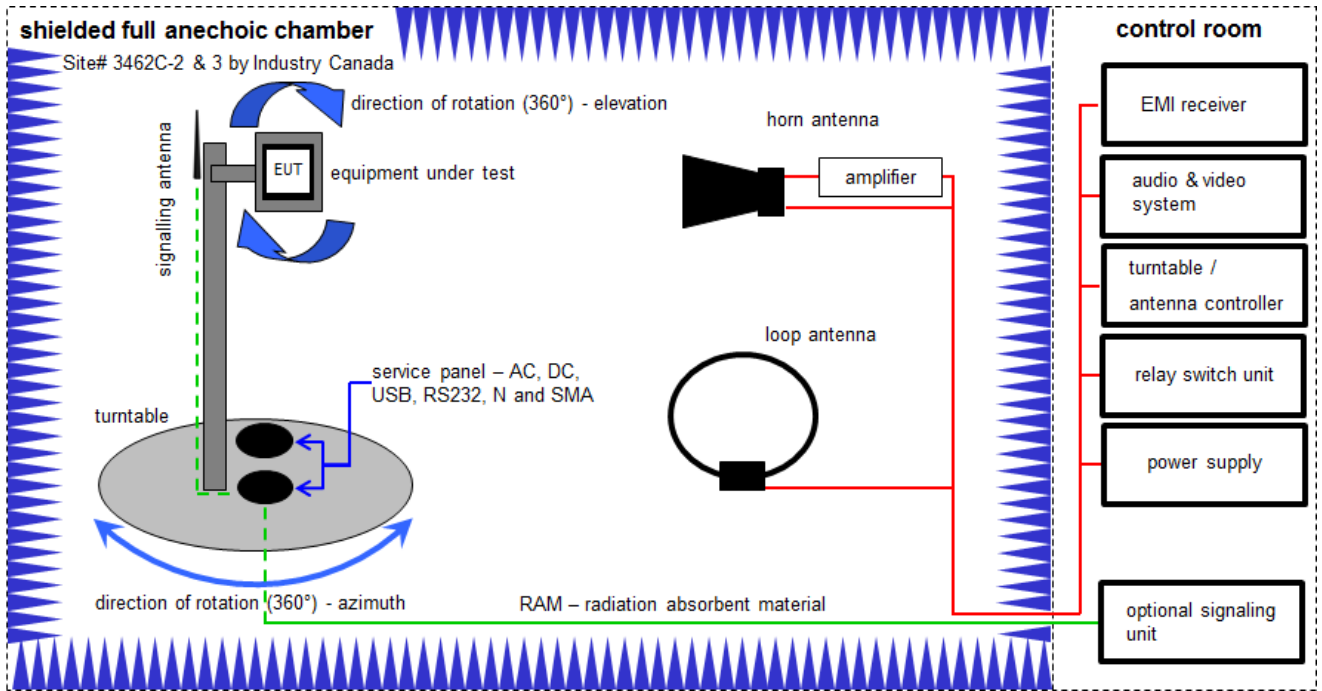 shielded full anechoic chamber
Site# 3462C-2 & 3 by Industry Canada
direction of rotation (360°) - elevation
signalling antenna
EUT
equipment under test
horn antenna
amplifier
loop antenna
service panel – AC, DC,
USB, RS232, N and SMA
turntable
direction of rotation (360°) - azimuth
RAM – radiation absorbent material
control room
EMI receiver
audio & video
system
turntable /
antenna controller
relay switch unit
power supply
optional signaling
unit